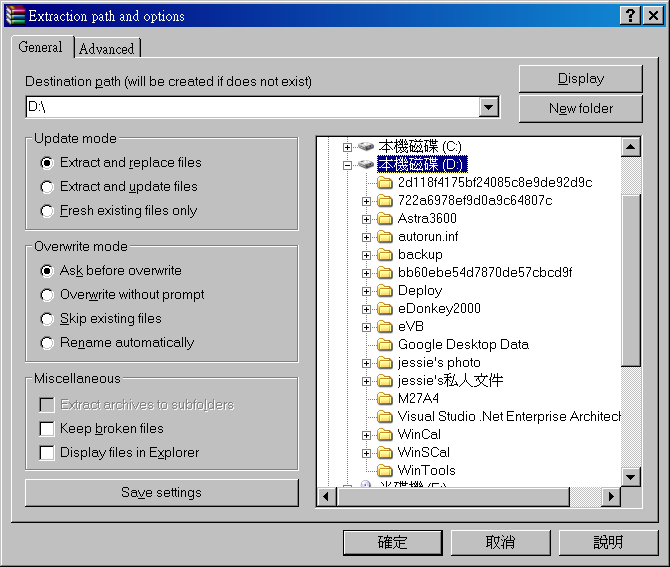 Extraction path and options
General
Advanced
Destination path (will be created if does not exist)
D:\
Display
New folder
Update mode
Extract and replace files
Extract and update files
Fresh existing files only
Overwrite mode
Ask before overwrite
Overwrite without prompt
Skip existing files
Rename automatically
Miscellaneous
Extract archives to subfolders
Keep broken files
Display files in Explorer
Save settings
本機磁碟 (C:)
本機磁碟 (D:)
2d118f4175bf24085c8e9de92d9c
722a6978ef9d0a9c64807c
Astra3600
autorun.inf
backup
bb60ebe54d7870de57cbcd9f
Deploy
eDonkey2000
eVB
Google Desktop Data
jessie's photo
jessie's私人文件
M27A4
Visual Studio .Net Enterprise Architect
WinCal
WinSCal
WinTools
光碟機 (E:)
確定
取消
說明